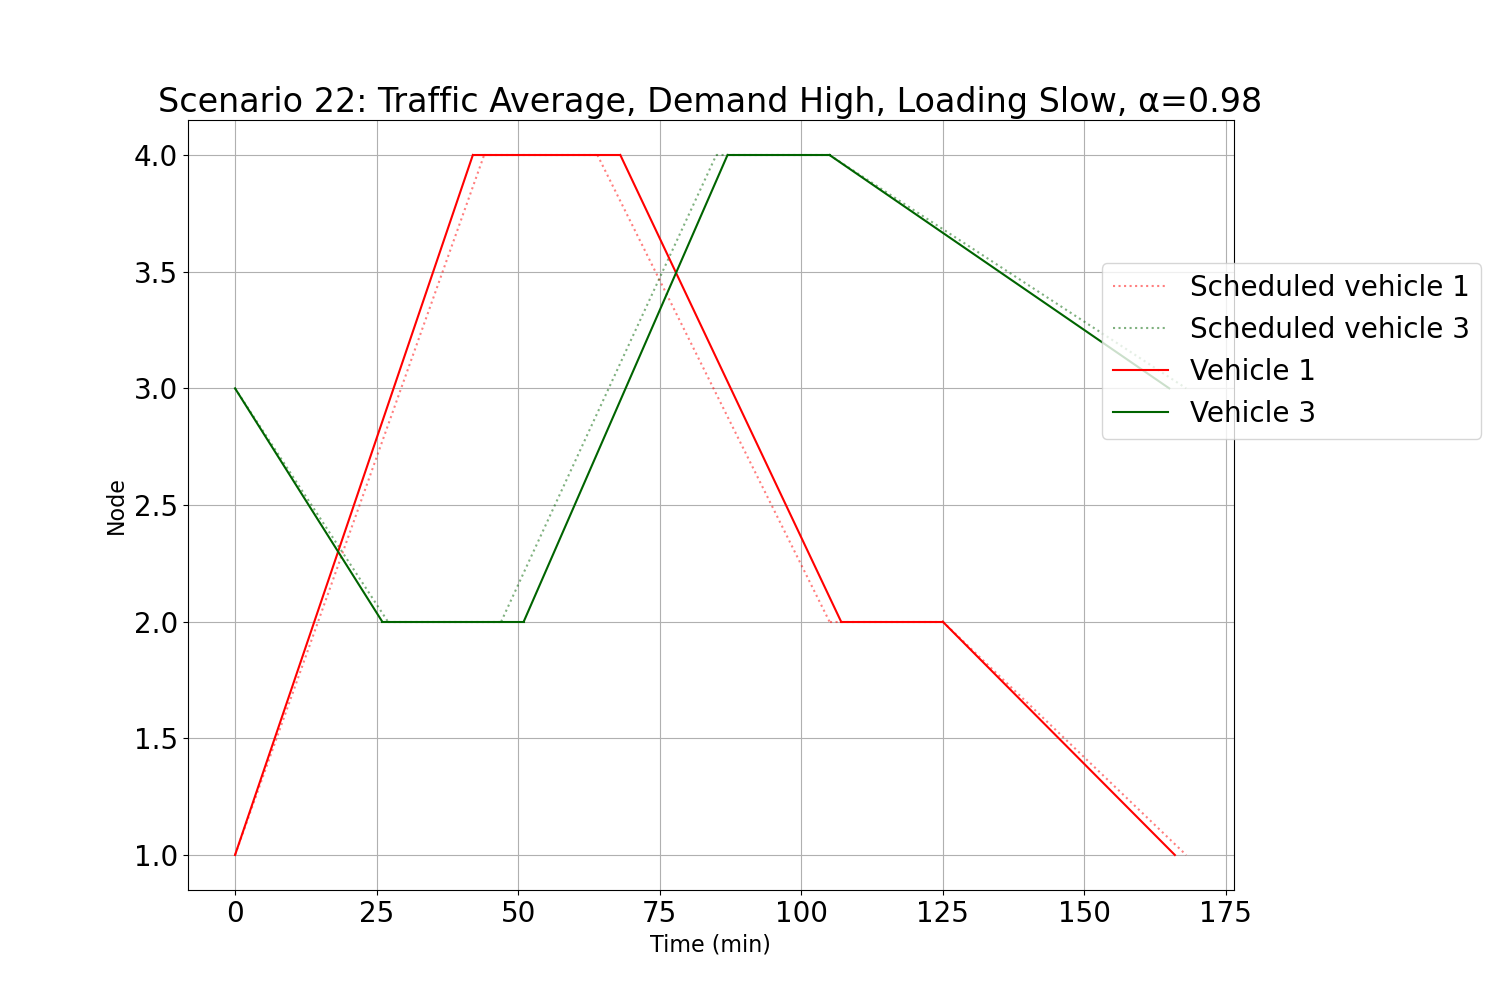 Scenario 22: Traffic Average, Demand High, Loading Slow, α=0.98
4.0
3.5
3.0
2.5
2.0
1.5
1.0
Node
0 25 50 75 100 125 150 175
Time (min)
Scheduled vehicle 1
Scheduled vehicle 3
Vehicle 1
Vehicle 3